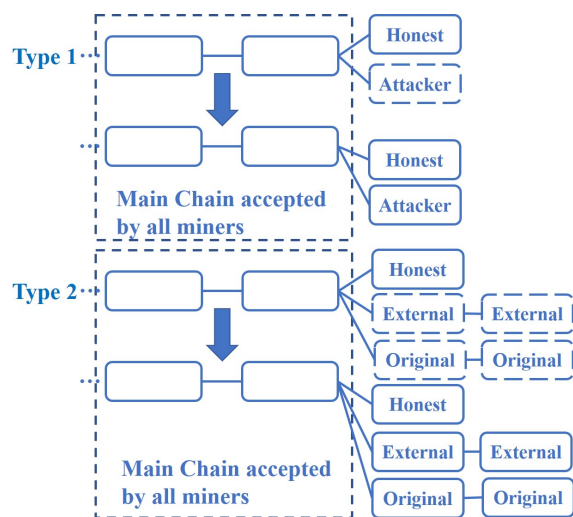 Honest
Type 1 ...
Attacker
... Honest
Main Chain accepted
by all miners
Attacker
Honest
Type 2 ...
External External
Original Original
...
Honest
Main Chain accepted
by all miners
External External
Original Original